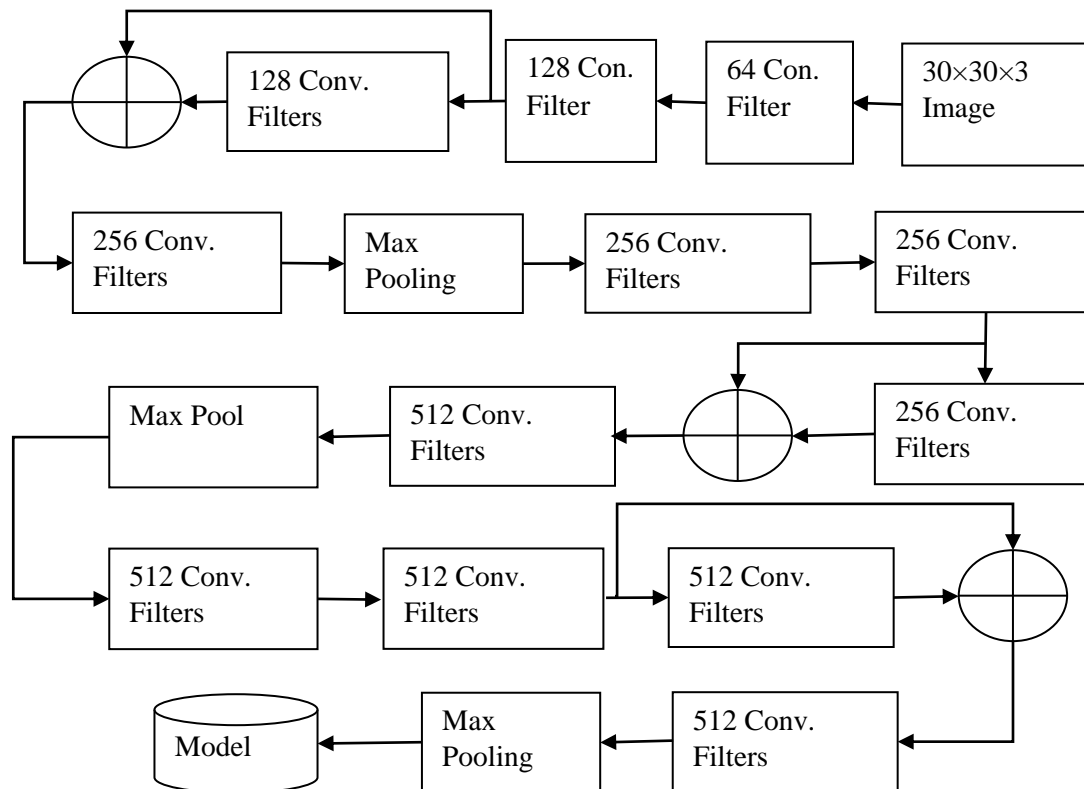 128 Conv.
Filters
128 Con.
Filter
64 Con.
Filter
30×30×3
Image
256 Conv.
Filters
Max
Pooling
256 Conv.
Filters
256 Conv.
Filters
Max Pool
512 Conv.
Filters
256 Conv.
Filters
512 Conv.
Filters
512 Conv.
Filters
512 Conv.
Filters
Model
Max
Pooling
512 Conv.
Filters